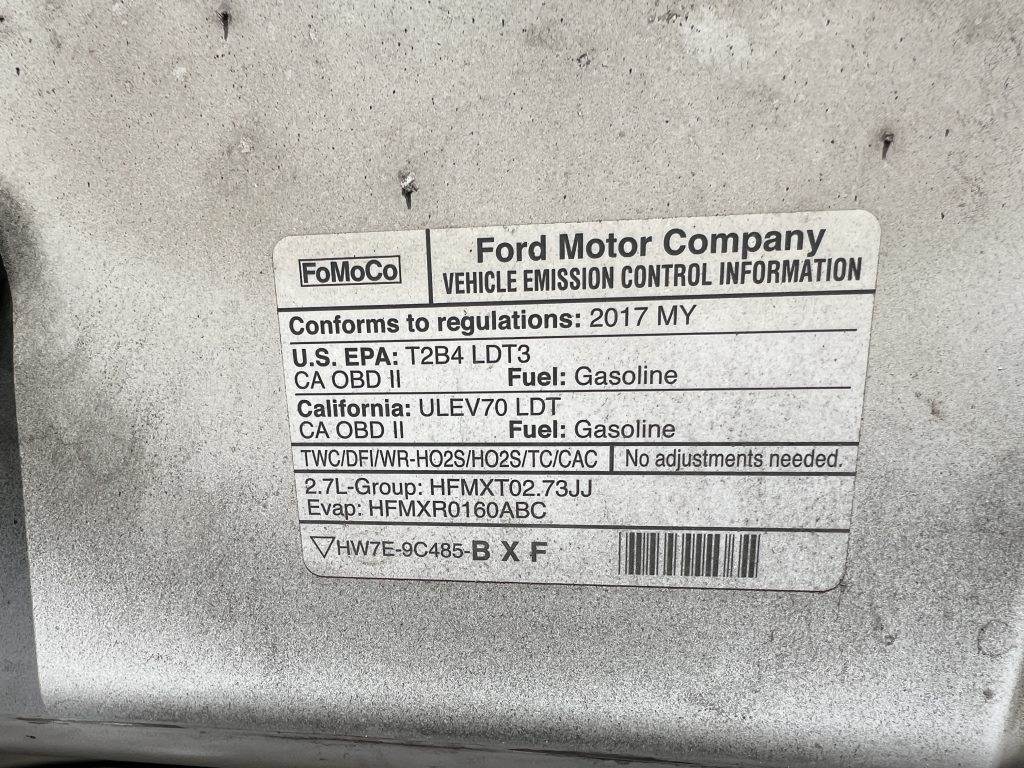 FoMoCo
Ford Motor Company
VEHICLE EMISSION CONTROL INFORMATION
Conforms to regulations: 2017 MY
U.S. EPA: T2B4 LDT3
CA OBD II Fuel: Gasoline
California: ULEV70 LDT
CA OBD II Fuel: Gasoline
TWC/DFI/WR-HO2S/HO2S/TC/CAC No adjustments needed.
2.7L-Group: HFMXT02.73JJ
Evap: HFMXR0160ABC
HW7E-9C485-B X F